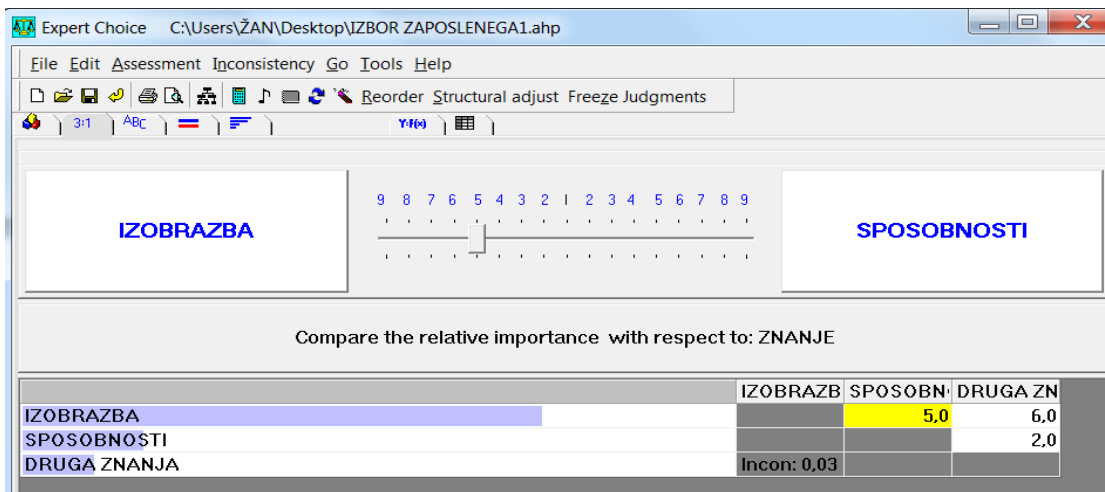 Expert Choice C:\Users\ŽAN\Desktop\IZBOR ZAPOSLENEGA1.ahp
File Edit Assessment Inconsistency Go Tools Help
Reorder Structural adjust Freeze Judgments
3:1 ABC Y=F(x)
9 8 7 6 5 4 3 2 1 2 3 4 5 6 7 8 9
IZOBRAZBA SPOSOBNOSTI
Compare the relative importance with respect to: ZNANJE
IZOBRAZB SPOSOBN DRUGA ZN
IZOBRAZBA 5,0 6,0
SPOSOBNOSTI 2,0
DRUGA ZNANJA Incon: 0,03